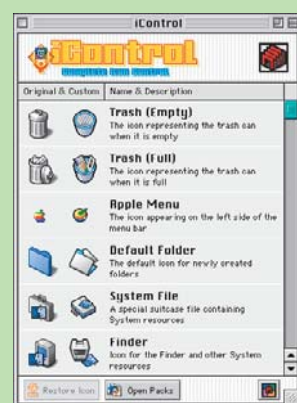 iControl
iControl
Complete Icon Control
Original & Custom
Name & Description
Trash (Empty)
The icon representing the trash can
when it is empty
Trash (Full)
The icon representing the trash can
when it is full
Apple Menu
The icon appearing on the left side of the
menu bar
Default Folder
The default icon for newly created
folders
System File
A special suitcase file containing
System resources
Finder
Icon for the Finder and other System
resources
Restore Icon
Open Packs